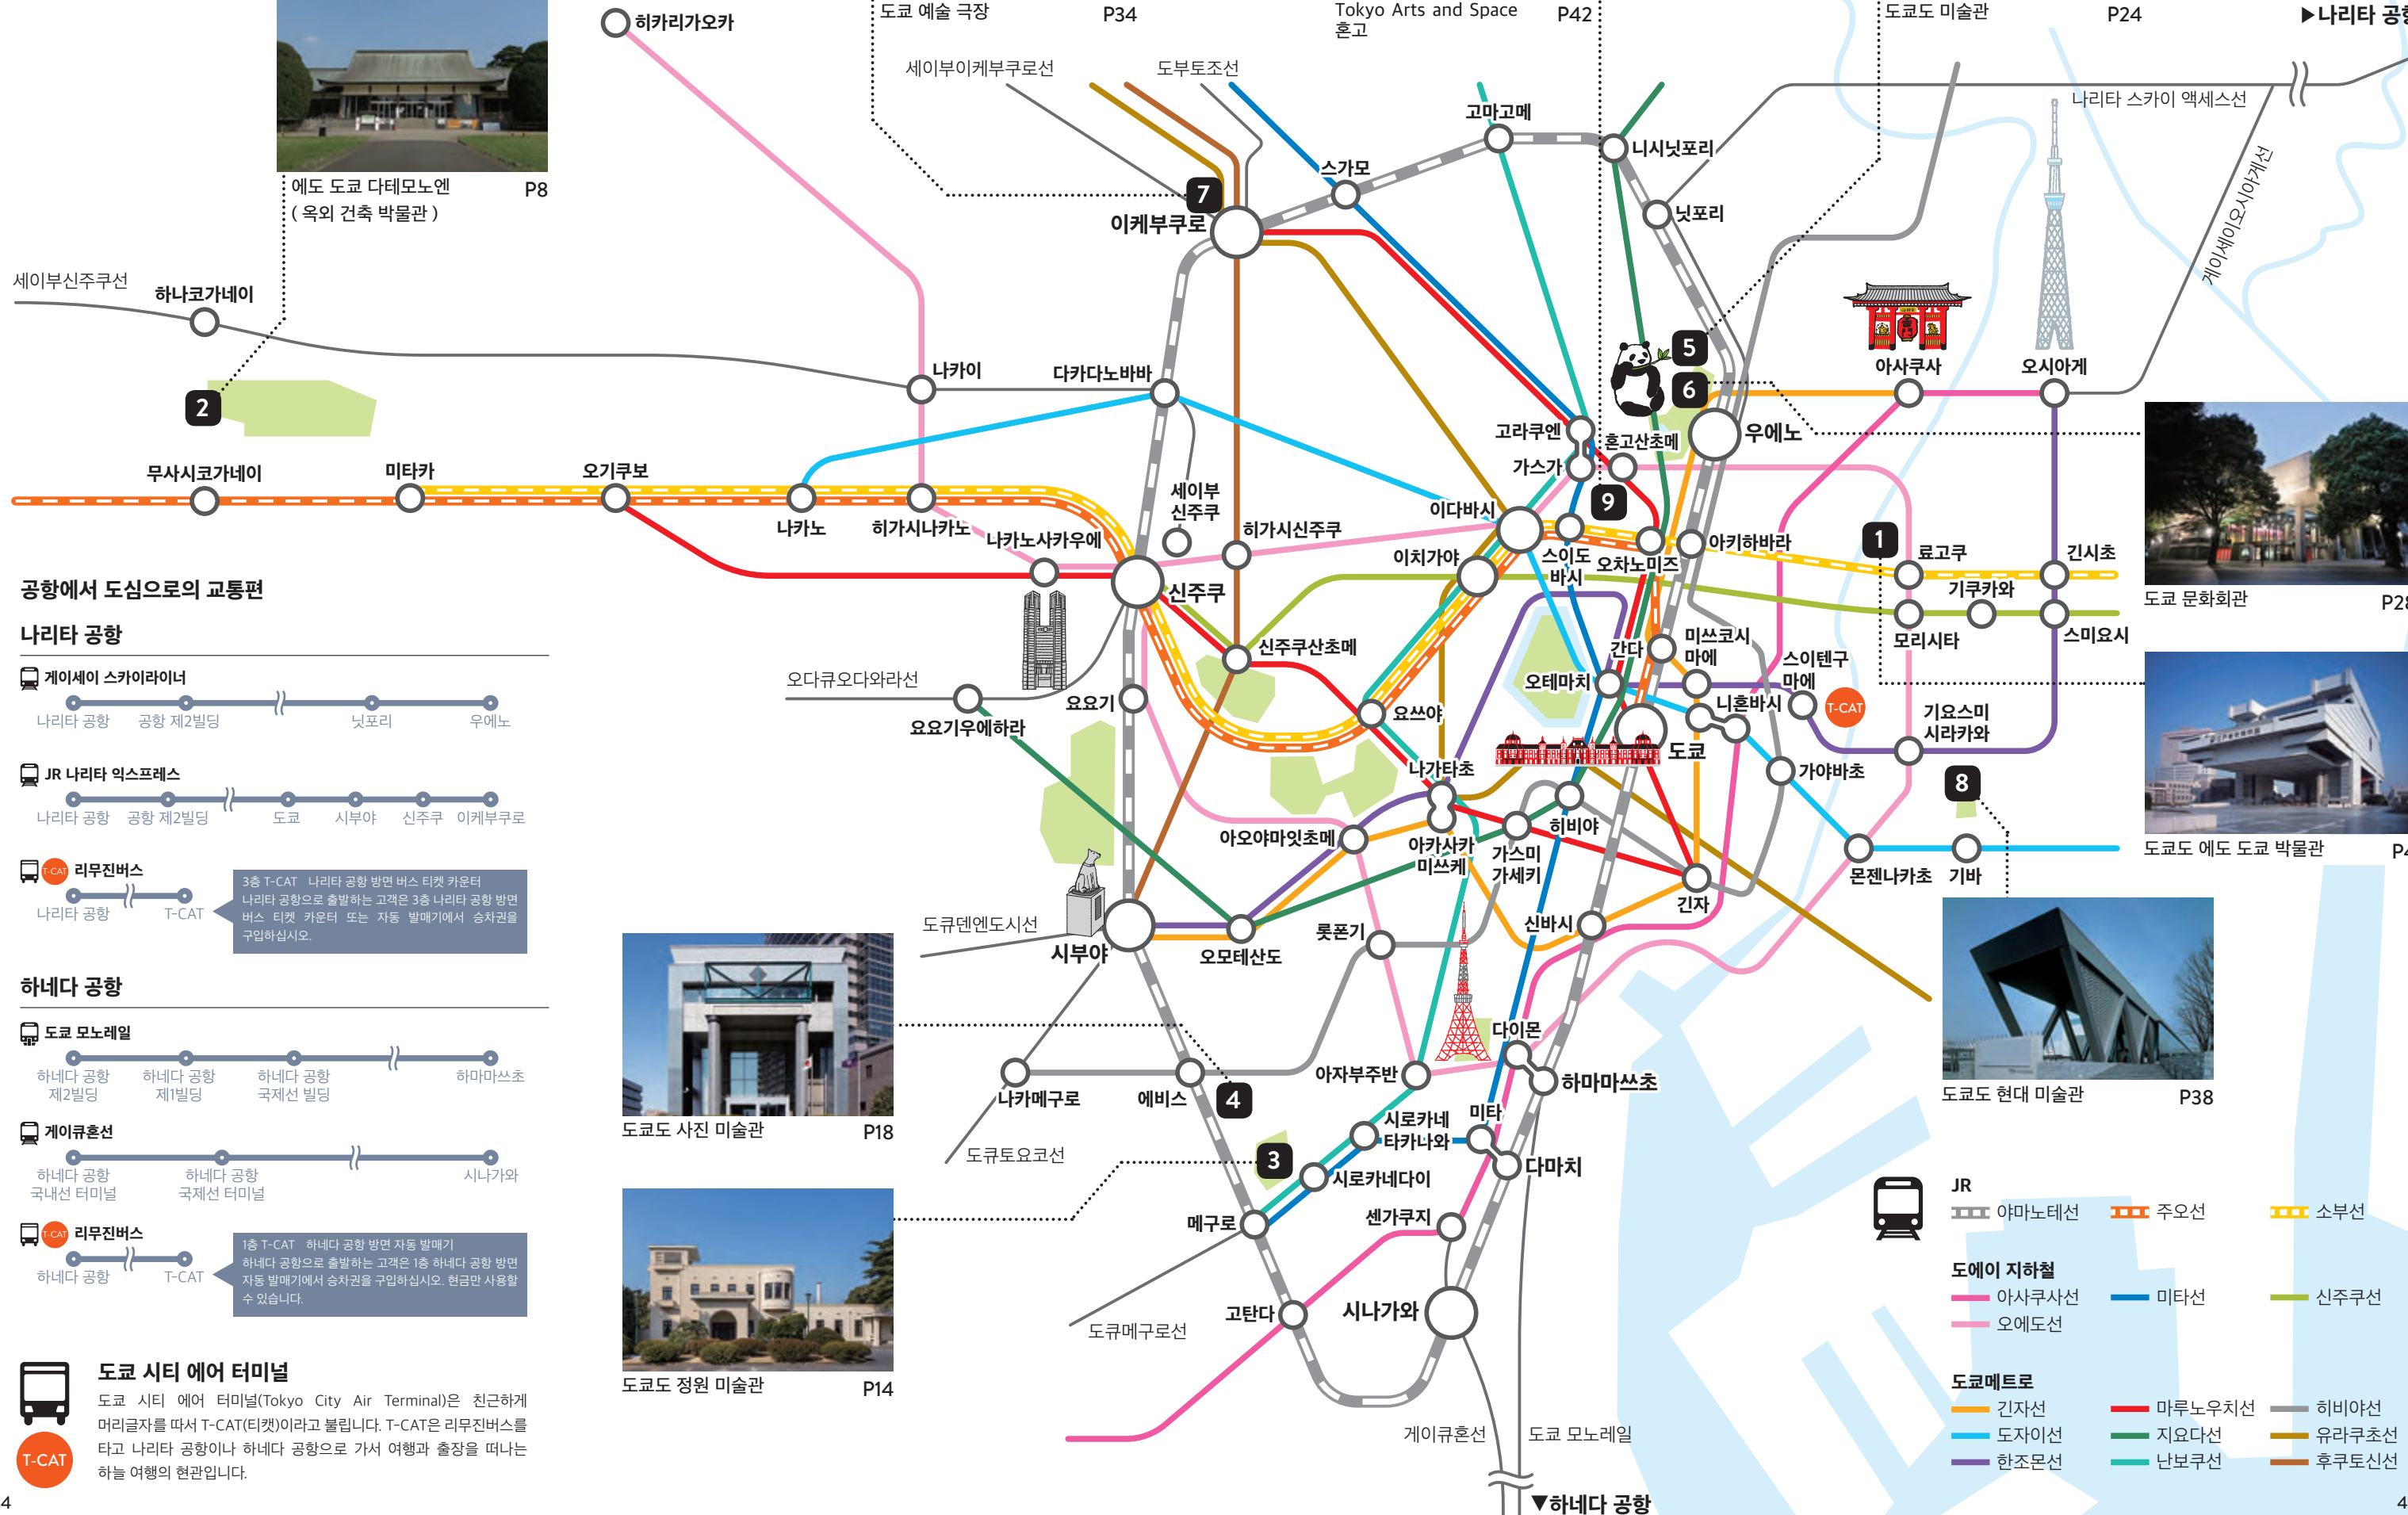 에도 도쿄 다테모노엔 P8
( 옥외 건축 박물관 )
도쿄 예술 극장 P34
Tokyo Arts and Space P42
혼고
도쿄도 미술관 P24
▶나리타 공항
히카리가오카
세이부이케부쿠로선
도부토조선
고마고메
니시닛포리
스가모
닛포리
나리타 스카이 액세스선
게이세이오시아게선
7
이케부쿠로
세이부신주쿠선
하나코가네이
2
나카이
다카다노바바
5
6
아사쿠사
오시아게
고라쿠엔
혼고산초메
우에노
가스가
무사시코가네이
미타카
오기쿠보
나카노
히가시나카노
나카노사카우에
세이부
신주쿠
히가시신주쿠
이다바시
9
이치가야
스이도
바시
오차노미즈
아키하바라
1
료고쿠
긴시초
기쿠카와
모리시타
스미요시
도쿄 문화회관 P28
신주쿠
신주쿠산초메
간다
미쓰코시
마에
스이텐구
마에
T-CAT
오다큐오다와라선
요요기우에하라
요요기
요쓰야
오테마치
니혼바시
도쿄
기요스미
시라카와
가야바초
8
나가타초
아오야마잇초메
아카사카
미쓰케
가스미
가세키
히비야
긴자
몬젠나카초
기바
도쿄도 에도 도쿄 박물관 P4
도큐덴엔도시선
시부야
오모테산도
롯폰기
신바시
다이몬
하마마쓰초
도쿄도 현대 미술관 P38
도쿄도 사진 미술관 P18
나카메구로
에비스
4
아자부주반
도큐토요코선
3
시로카네
타카나와
미타
다마치
시로카네다이
메구로
센가쿠지
도큐메구로선
고탄다
시나가와
도쿄도 정원 미술관 P14
게이큐혼선
도쿄 모노레일
▼하네다 공항
공항에서 도심으로의 교통편
나리타 공항
게이세이 스카이라이너
나리타 공항 공항 제2빌딩 닛포리 우에노
JR 나리타 익스프레스
나리타 공항 공항 제2빌딩 도쿄 시부야 신주쿠 이케부쿠로
T-CAT 리무진버스
나리타 공항 T-CAT
3층 T-CAT 나리타 공항 방면 버스 티켓 카운터
나리타 공항으로 출발하는 고객은 3층 나리타 공항 방면
버스 티켓 카운터 또는 자동 발매기에서 승차권을
구입하십시오.
하네다 공항
도쿄 모노레일
하네다 공항
제2빌딩
하네다 공항
제1빌딩
하네다 공항
국제선 빌딩
하마마쓰초
게이큐혼선
하네다 공항
국내선 터미널
하네다 공항
국제선 터미널
시나가와
T-CAT 리무진버스
하네다 공항 T-CAT
1층 T-CAT 하네다 공항 방면 자동 발매기
하네다 공항으로 출발하는 고객은 1층 하네다 공항 방면
자동 발매기에서 승차권을 구입하십시오. 현금만 사용할
수 있습니다.
도쿄 시티 에어 터미널
도쿄 시티 에어 터미널(Tokyo City Air Terminal)은 친근하게
머리글자를 따서 T-CAT(티캣)이라고 불립니다. T-CAT은 리무진버스를
타고 나리타 공항이나 하네다 공항으로 가서 여행과 출장을 떠나는
하늘 여행의 현관입니다.
T-CAT
JR
야마노테선 주오선 소부선
도에이 지하철
아사쿠사선 미타선 신주쿠선
오에도선
도쿄메트로
긴자선 마루노우치선 히비야선
도자이선 지요다선 유라쿠초선
한조몬선 난보쿠선 후쿠토신선
4
4